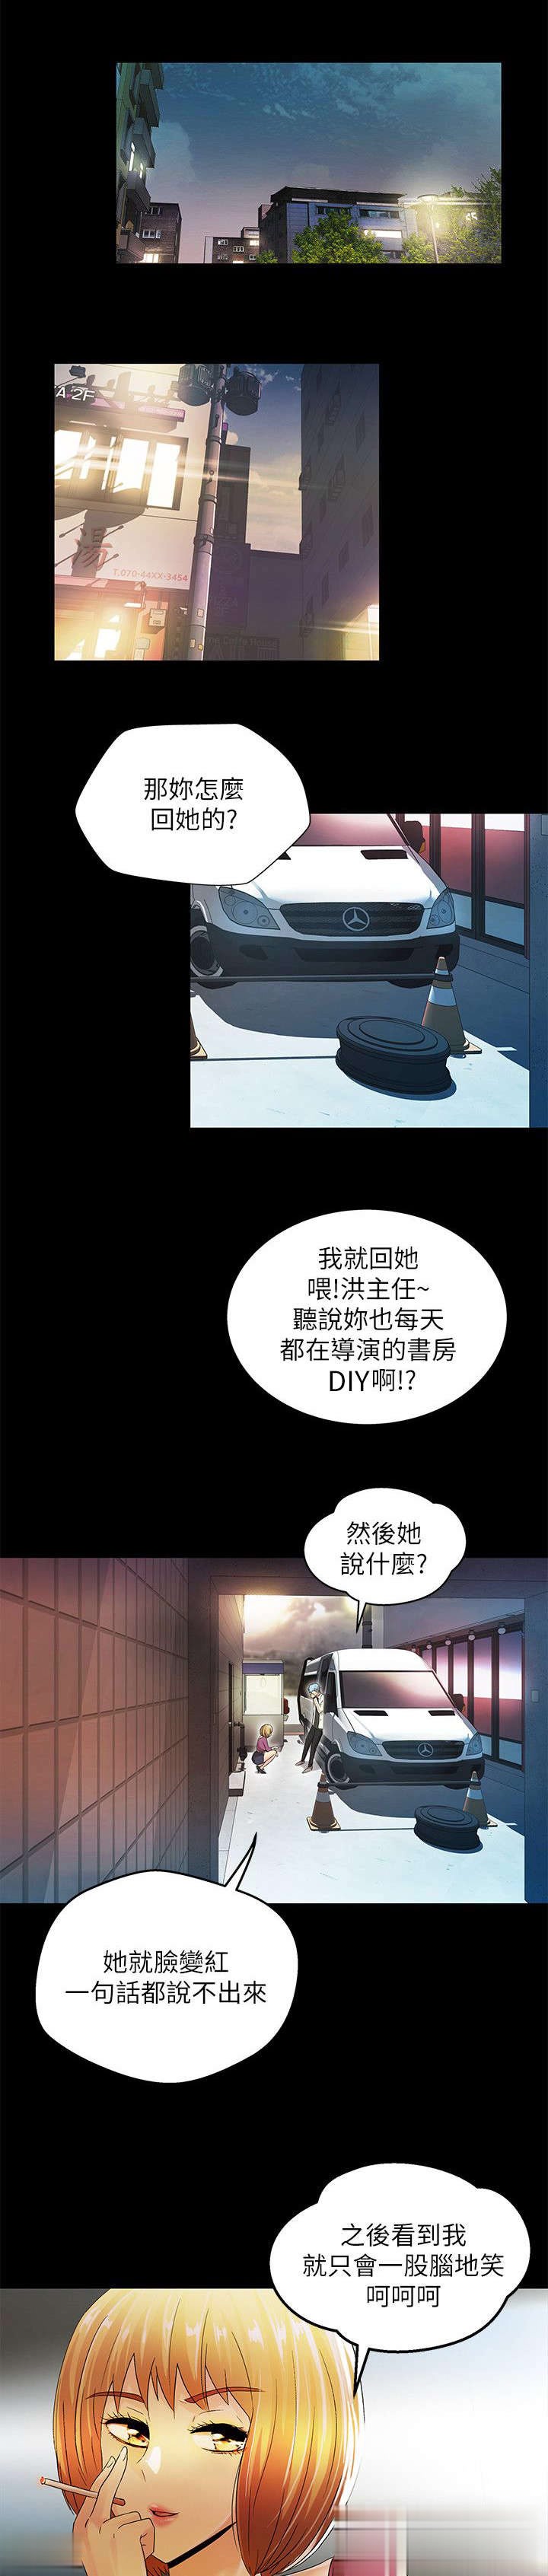 A 2F
湯
T.070-44XX-3454
PIZZA
那妳怎麼
回她的?
我就回她
喂!洪主任~
聽說妳也每天
都在導演的書房
DIY啊!?
然後她
說什麼?
她就臉變紅
一句話都說不出來
之後看到我
就只會一股腦地笑
呵呵呵